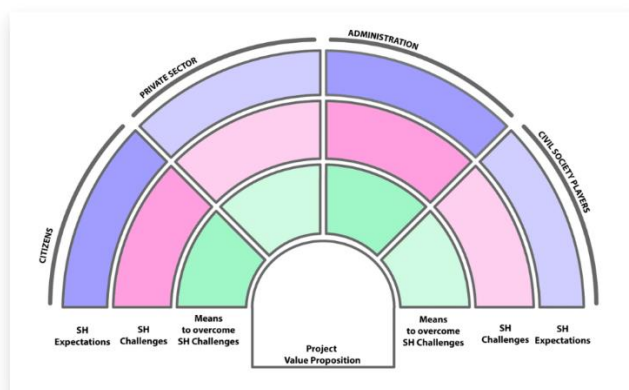 ADMINISTRATION
PRIVATE SECTOR
CITIZENS
CIVIL SOCIETY PLAYERS
SH
Expectations
SH
Challenges
Means
to overcome
SH Challenges
Project
Value Proposition
Means
to overcome
SH Challenges
SH
Challenges
SH
Expectations